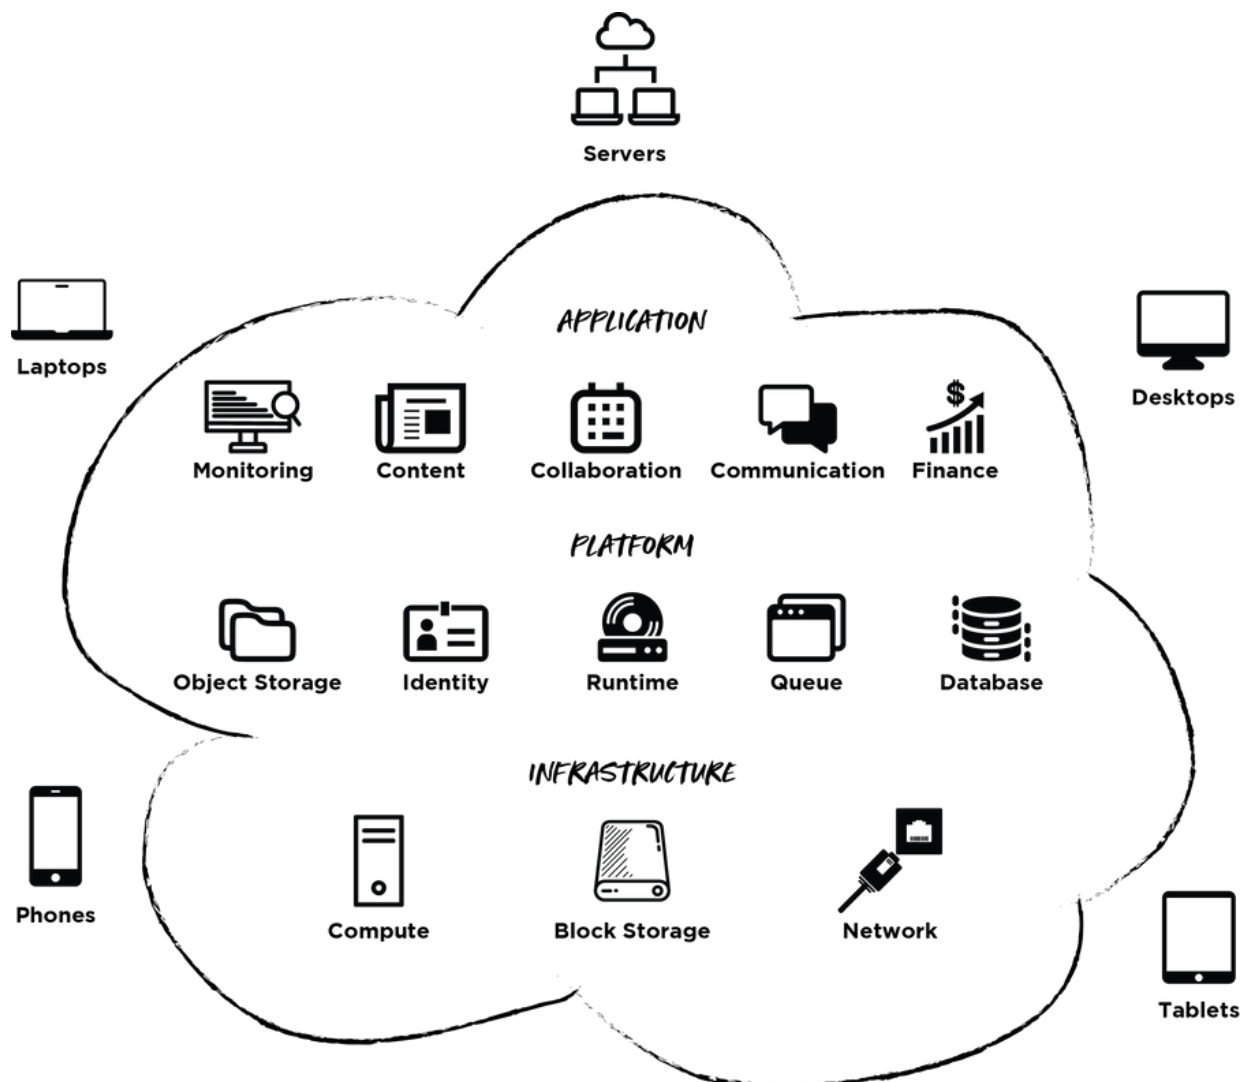 Servers
Laptops
Desktops
APPLICATION
$
Monitoring
Content
Collaboration
Communication
Finance
PLATFORM
Object Storage
Identity
Runtime
Queue
Database
INFRASTRUCTURE
Phones
Compute
Block Storage
Network
Tablets